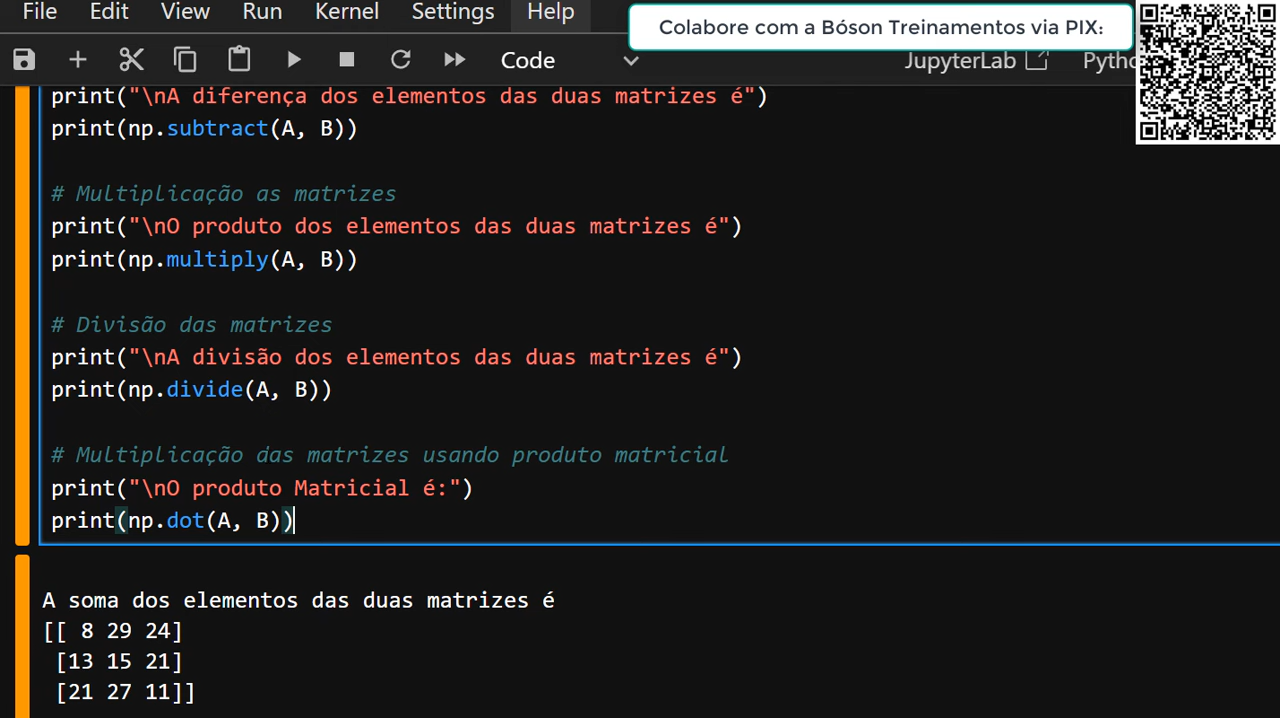 File Edit View Run Kernel Settings Help
Colabore com a Bóson Treinamentos via PIX:
Code JupyterLab
print("\nA diferença dos elementos das duas matrizes é")
print(np.subtract(A, B))
# Multiplicação as matrizes
print("\nO produto dos elementos das duas matrizes é")
print(np.multiply(A, B))
# Divisão das matrizes
print("\nA divisão dos elementos das duas matrizes é")
print(np.divide(A, B))
# Multiplicação das matrizes usando produto matricial
print("\nO produto Matricial é:")
print(np.dot(A, B))
A soma dos elementos das duas matrizes é
[[ 8 29 24]
[13 15 21]
[21 27 11]]